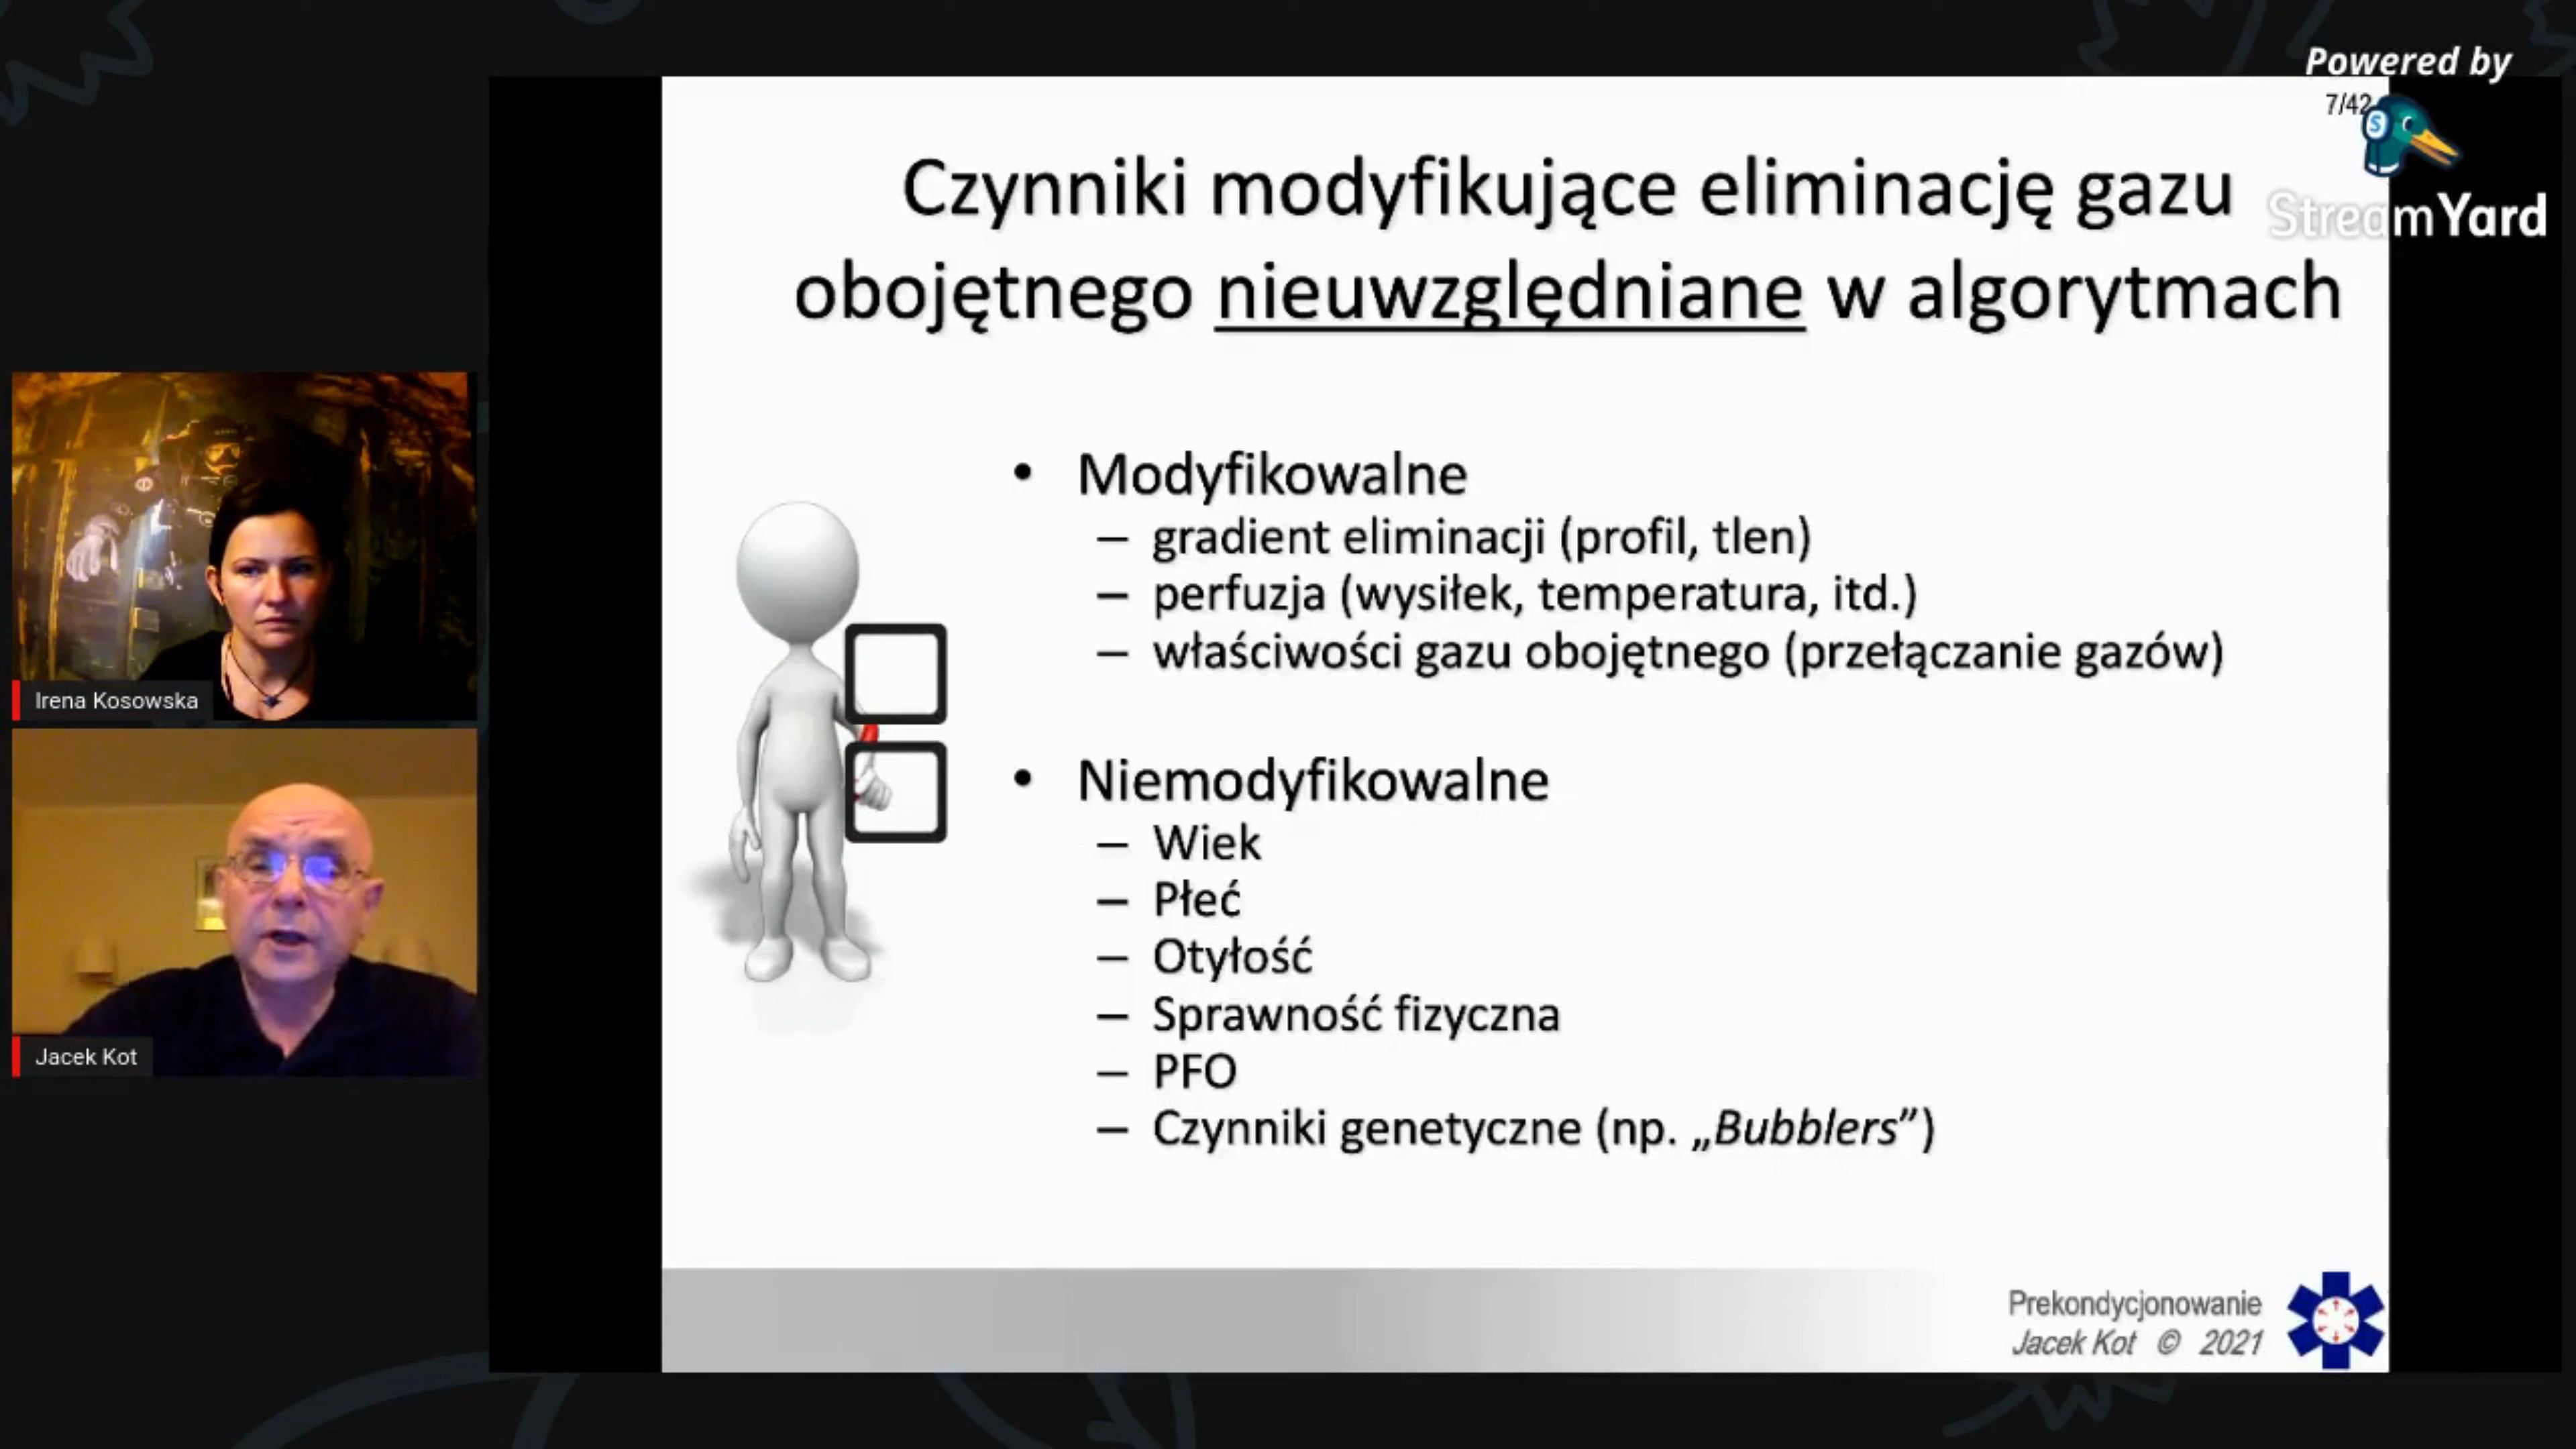 Powered by
StreamYard
7/42
Czynniki modyfikujące eliminację gazu
obojętnego nieuwzględniane w algorytmach
• Modyfikowalne
– gradient eliminacji (profil, tlen)
– perfuzja (wysiłek, temperatura, itd.)
– właściwości gazu obojętnego (przełączanie gazów)
• Niemodyfikowalne
– Wiek
– Płeć
– Otyłość
– Sprawność fizyczna
– PFO
– Czynniki genetyczne (np. „Bubblers”)
Prekondycjonowanie
Jacek Kot © 2021
Irena Kosowska
Jacek Kot